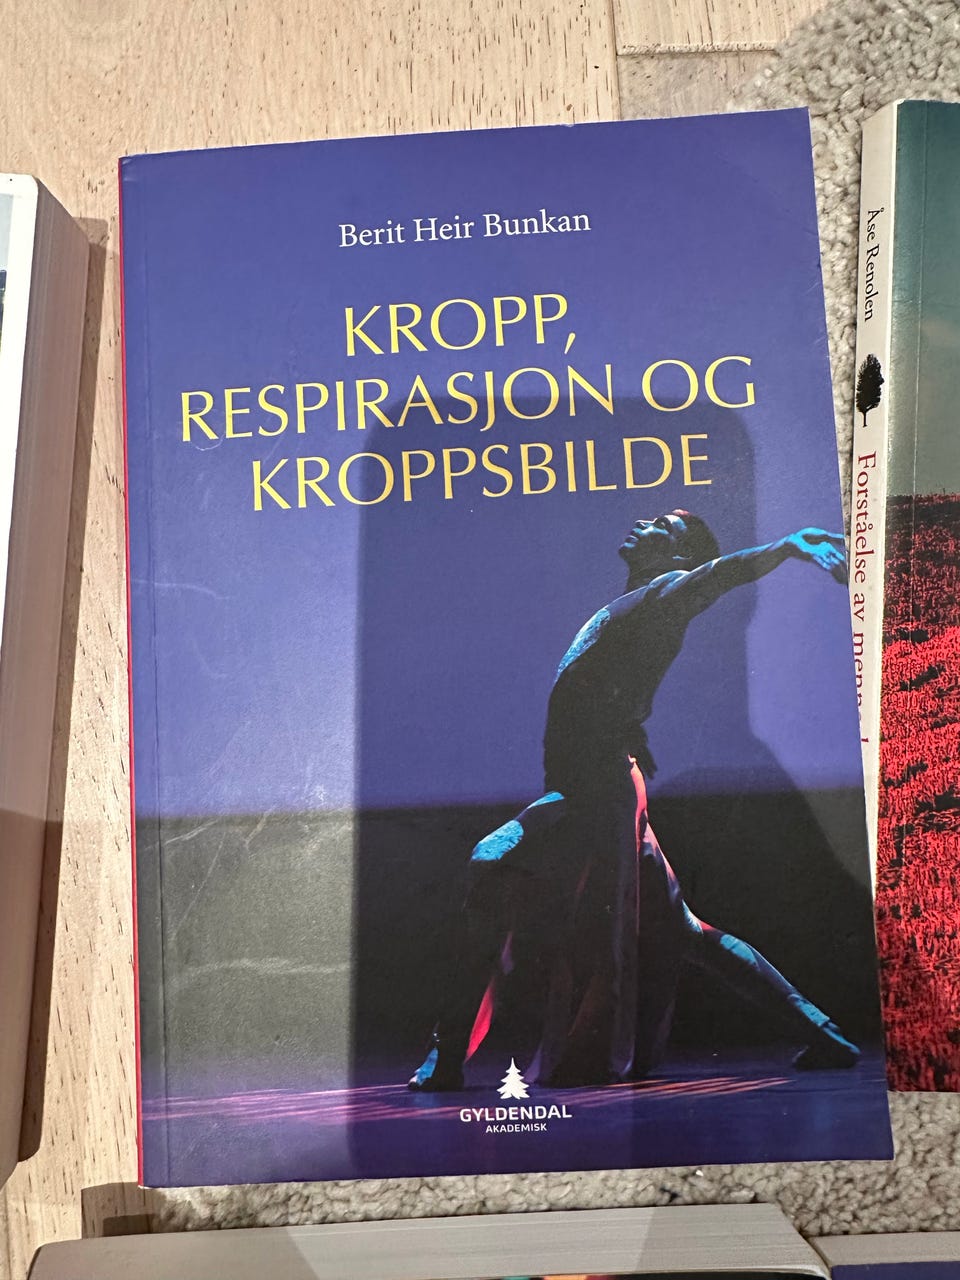 Berit Heir Bunkan
KROPP,
RESPIRASJON OG
KROPPSBILDE
GYLDENDAL
AKADEMISK
Åse Renolen
Forståelse av